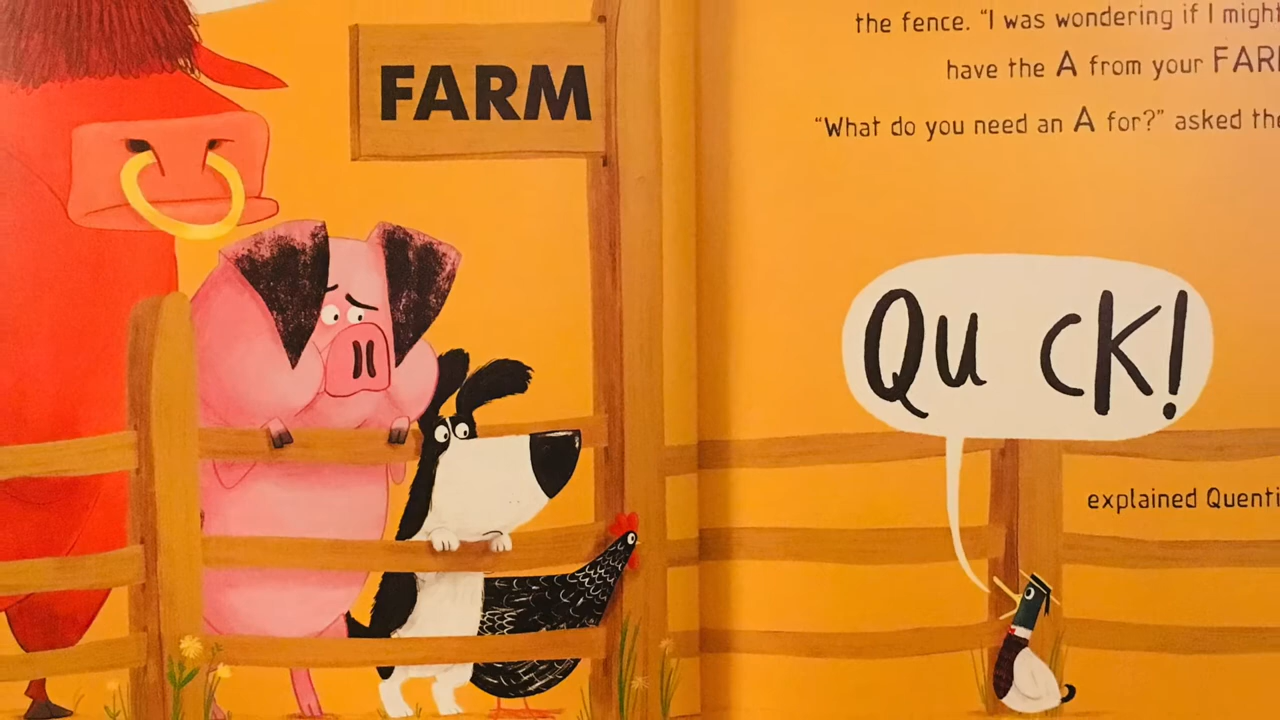 FARM
the fence. "I was wondering if I might
have the A from your
"What do you need an A for?" asked
QU CK!
explained